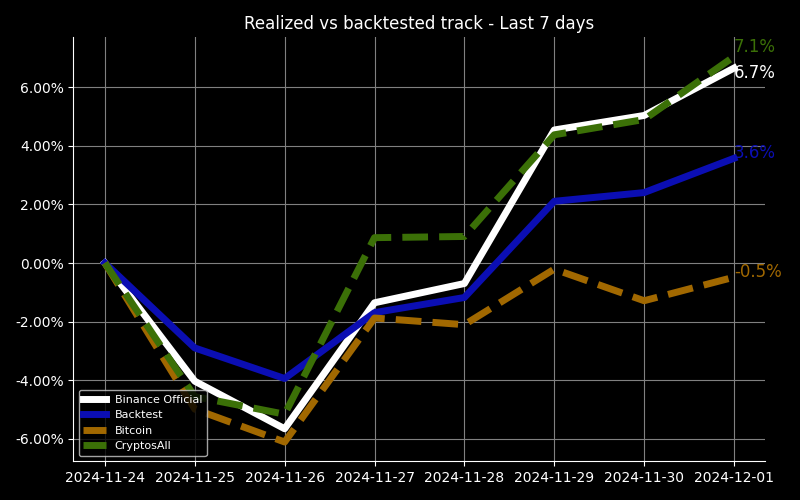 Realized vs backtested track - Last 7 days
7.1%
6.7%
6.00%
4.00%
3.6%
2.00%
0.00%
-0.5%
-2.00%
-4.00%
-6.00%
Binance Official
Backtest
Bitcoin
CryptosAll
2024-11-24 2024-11-25 2024-11-26 2024-11-27 2024-11-28 2024-11-29 2024-11-30 2024-12-01